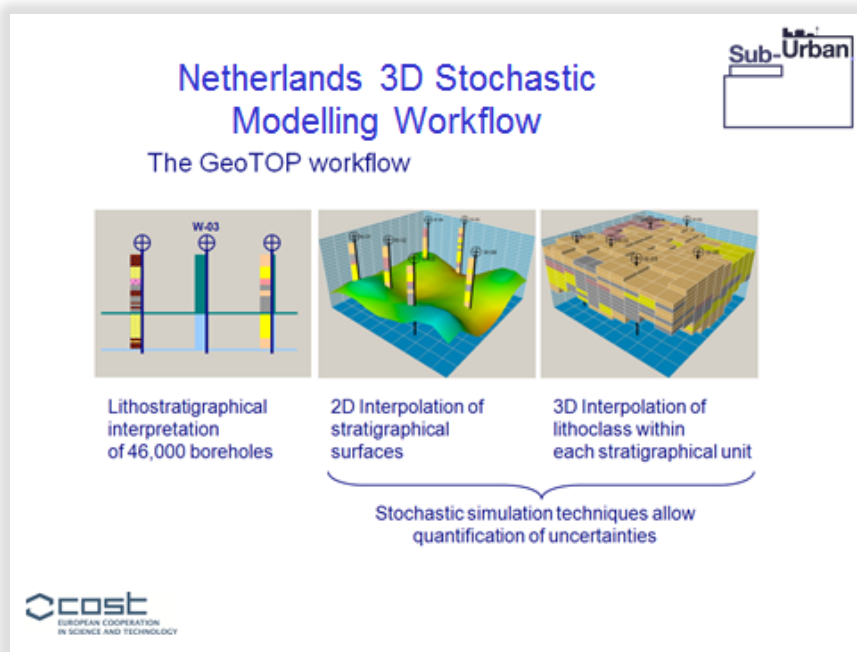 Sub-Urban
Netherlands 3D Stochastic
Modelling Workflow
The GeoTOP workflow
W-03
Lithostratigraphical
interpretation
of 46,000 boreholes
2D Interpolation of
stratigraphical
surfaces
3D Interpolation of
lithoclass within
each stratigraphical unit
Stochastic simulation techniques allow
quantification of uncertainties
cost
EUROPEAN COOPERATION
IN SCIENCE AND TECHNOLOGY